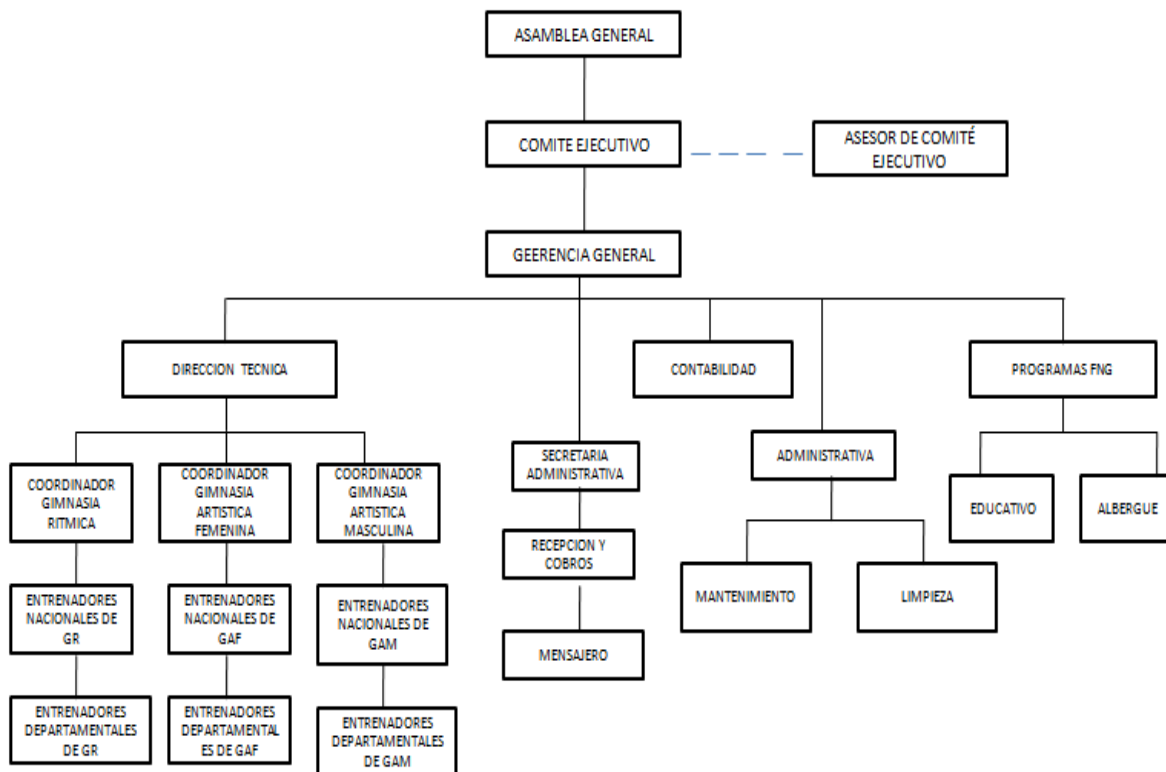 ASAMBLEA GENERAL
COMITE EJECUTIVO
ASESOR DE COMITÉ
EJECUTIVO
GEERENCIA GENERAL
DIRECCION TECNICA
CONTABILIDAD
PROGRAMAS FNG
SECRETARIA
ADMINISTRATIVA
ADMINISTRATIVA
COORDINADOR
GIMNASIA
RITMICA
COORDINADOR
GIMNASIA
ARTISTICA
FEMENINA
COORDINADOR
GIMNASIA
ARTISTICA
MASCULINA
EDUCATIVO
ALBERGUE
RECEPCION Y
COBROS
ENTRENADORES
NACIONALES DE
GR
ENTRENADORES
NACIONALES DE
GAF
ENTRENADORES
NACIONALES DE
GAM
MANTENIMIENTO
LIMPIEZA
MENSAJERO
ENTRENADORES
DEPARTAMENTALES
DE GR
ENTRENADORES
DEPARTAMENTAL
ES DE GAF
ENTRENADORES
DEPARTAMENTALES
DE GAM